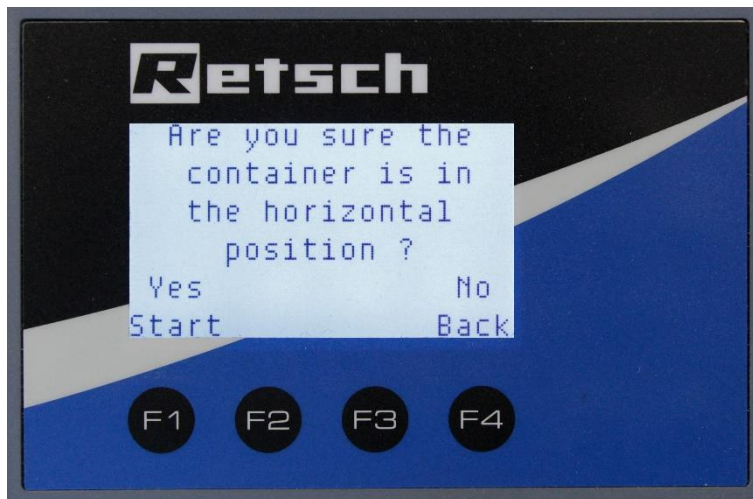 Retsch
Are you sure the
container is in
the horizontal
position ?
Yes No
Start Back
F1 F2 F3 F4